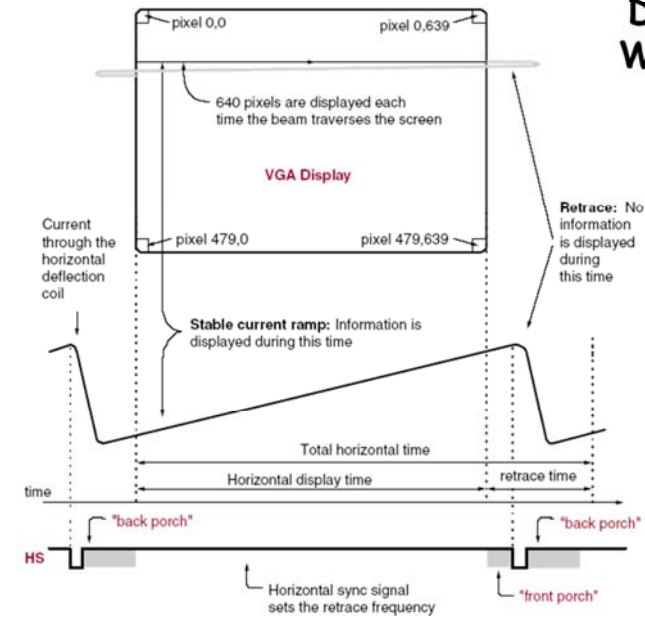 D
W
pixel 0,0
pixel 0,639
640 pixels are displayed each
time the beam traverses the screen
VGA Display
Retrace: No
information
is displayed
during
this time
Current
through the
horizontal
deflection
coil
pixel 479,0
pixel 479,639
Stable current ramp: Information is
displayed during this time
Total horizontal time
Horizontal display time
retrace time
time
"back porch"
"back porch"
HS
Horizontal sync signal
sets the retrace frequency
"front porch"